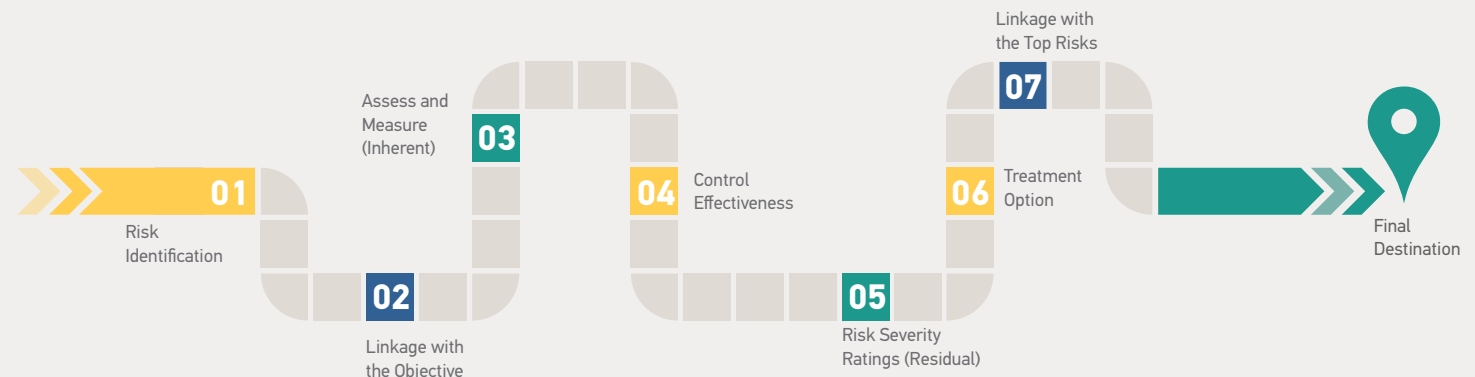 01
Risk
Identification
02
Linkage with
the Objective
03
Assess and
Measure
(Inherent)
04
Control
Effectiveness
05
Risk Severity
Ratings (Residual)
06
Treatment
Option
07
Linkage with
the Top Risks
Final
Destination